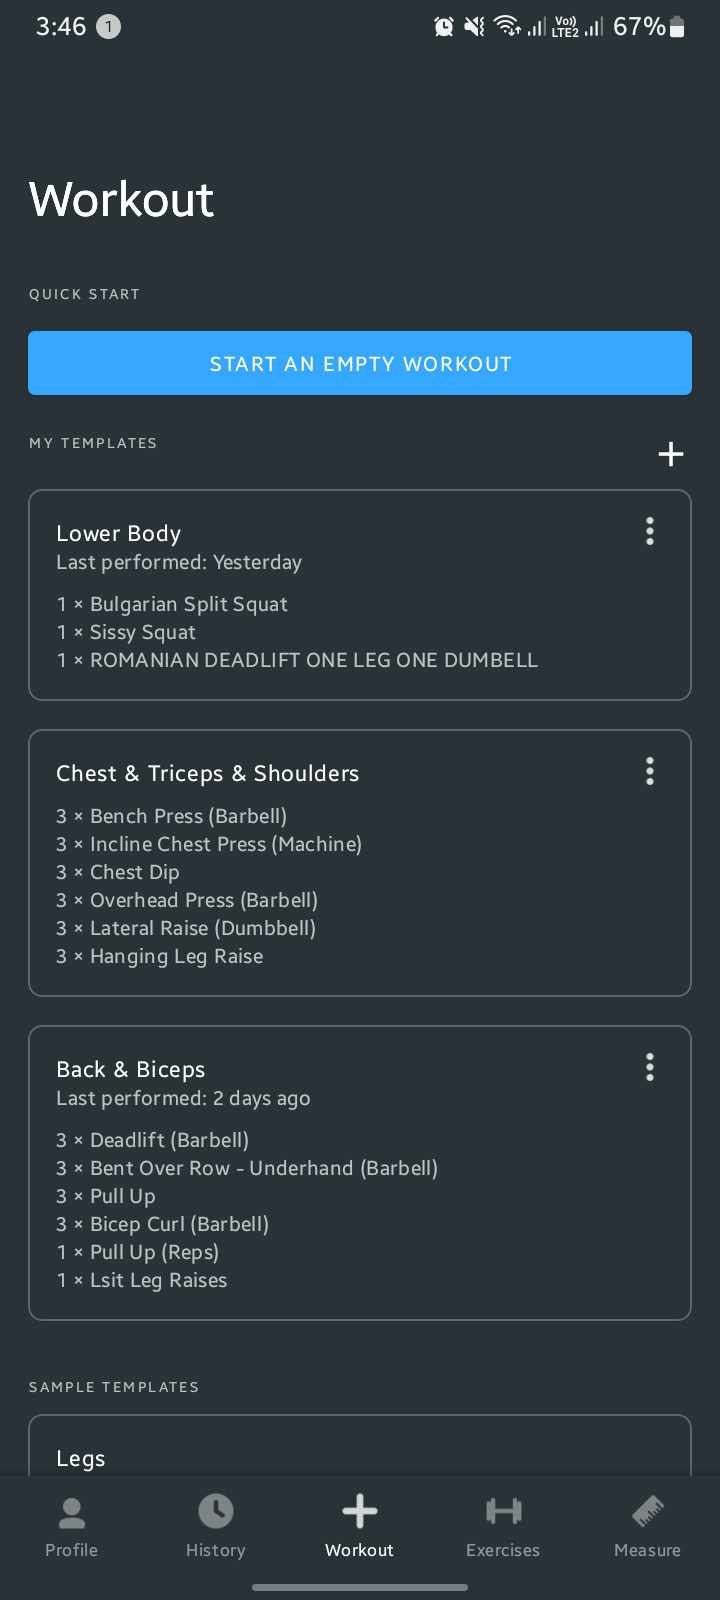 3:46 1 Vo)) LTE2 67%
Workout
QUICK START
START AN EMPTY WORKOUT
MY TEMPLATES
Lower Body
Last performed: Yesterday
1 × Bulgarian Split Squat
1 × Sissy Squat
1 × ROMANIAN DEADLIFT ONE LEG ONE DUMBELL
Chest & Triceps & Shoulders
3 × Bench Press (Barbell)
3 × Incline Chest Press (Machine)
3 × Chest Dip
3 × Overhead Press (Barbell)
3 × Lateral Raise (Dumbbell)
3 × Hanging Leg Raise
Back & Biceps
Last performed: 2 days ago
3 × Deadlift (Barbell)
3 × Bent Over Row - Underhand (Barbell)
3 × Pull Up
3 × Bicep Curl (Barbell)
1 × Pull Up (Reps)
1 × Lsit Leg Raises
SAMPLE TEMPLATES
Legs
Profile History Workout Exercises Measure